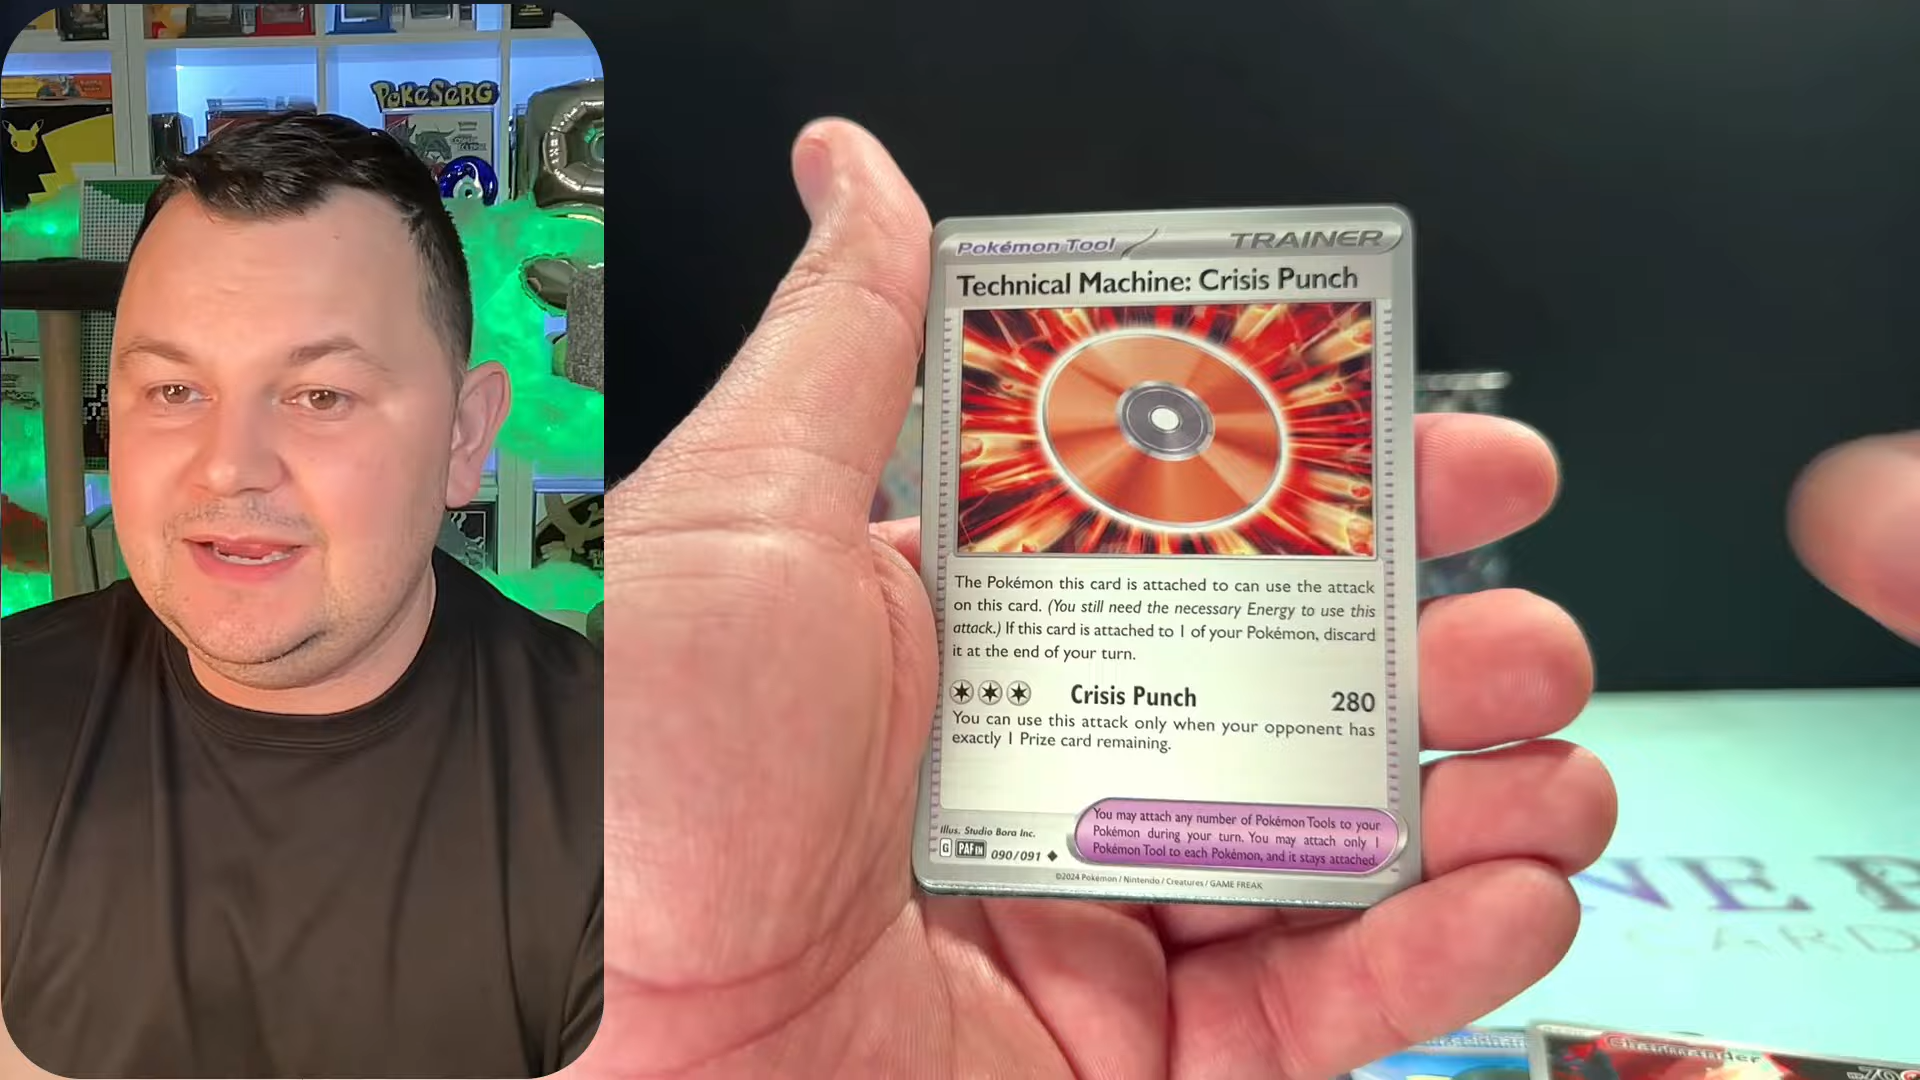 PokeSerg
Pokémon Tool
TRAINER
Technical Machine: Crisis Punch
The Pokémon this card is attached to can use the attack
on this card. (You still need the necessary Energy to use this
attack.) If this card is attached to 1 of your Pokémon, discard
it at the end of your turn.
Crisis Punch 280
You can use this attack only when your opponent has
exactly 1 Prize card remaining.
You may attach any number of Pokémon Tools to your
Pokémon during your turn. You may attach only 1
Pokémon Tool to each Pokémon, and it stays attached.
Illus. Studio Bora Inc.
G PAF EN 090/091
©2024 Pokémon / Nintendo / Creatures / GAME FREAK
NE P
CARD
Charmander